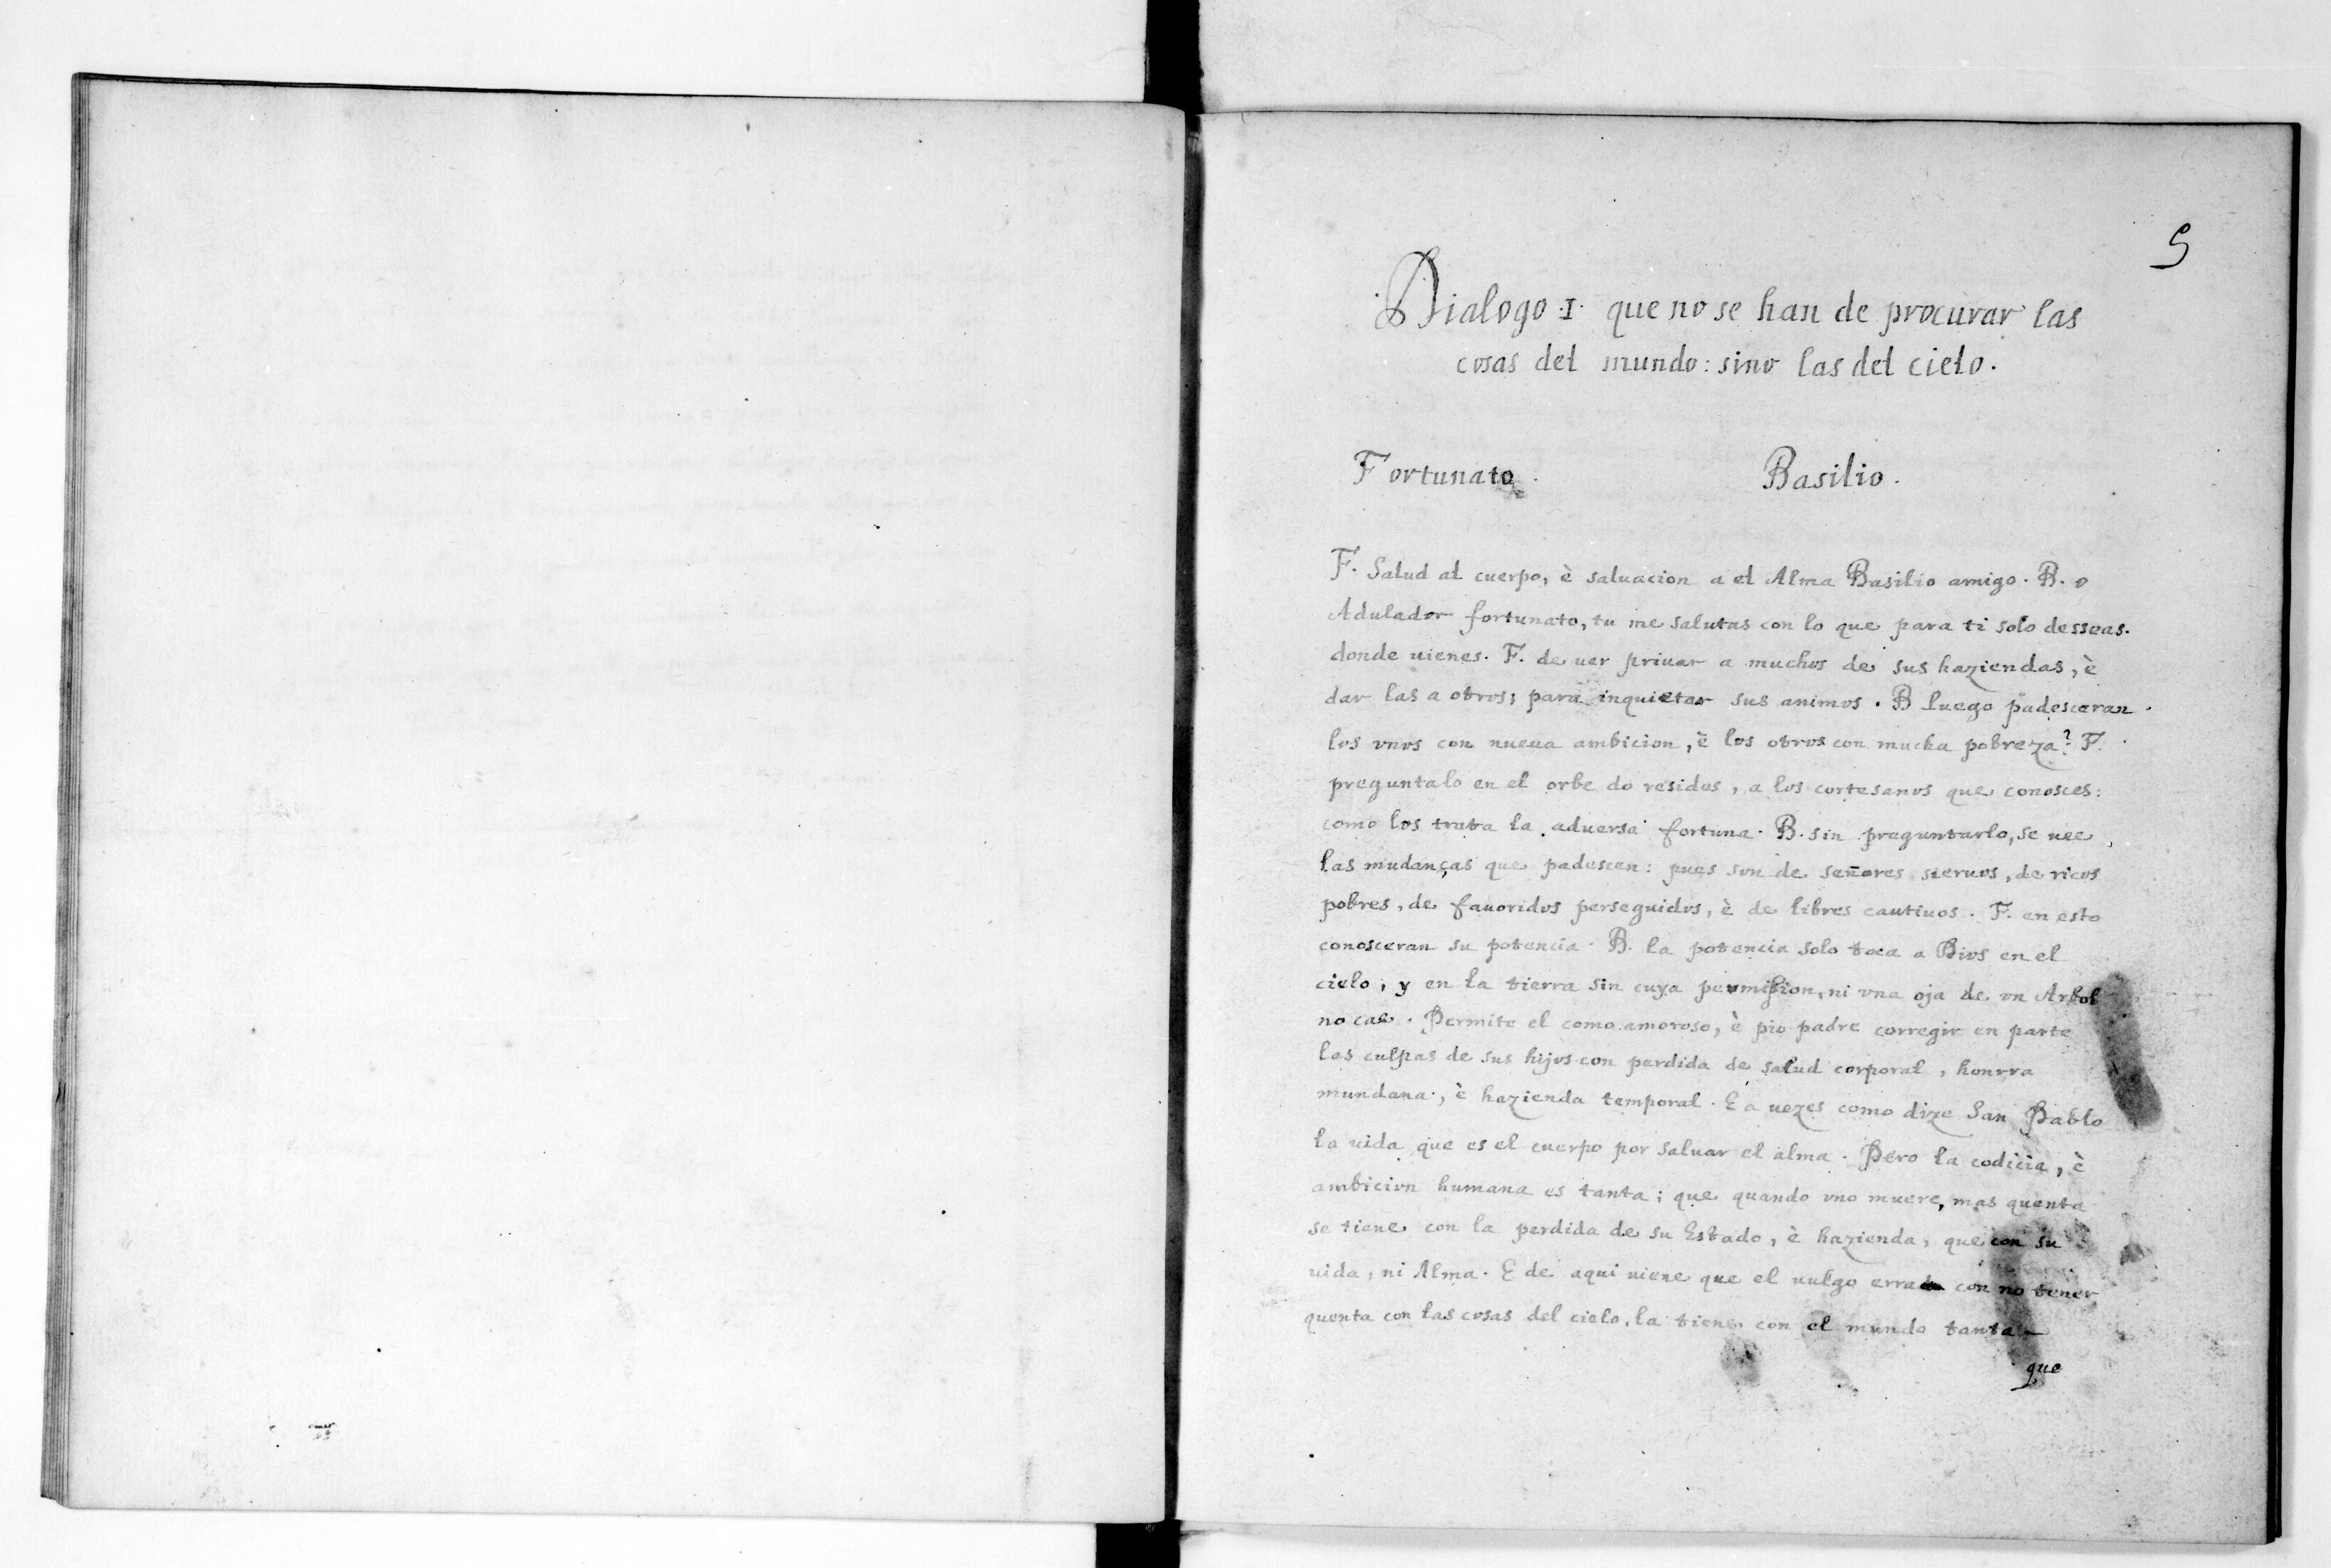 5
Dialogo .I. que no se han de procurar las
cosas del mundo: sino las del cielo.
Fortunato. Basilio.
F. Salud al cuerpo, è saluacion a el Alma Basilio amigo. B. o
Adulador fortunato, tu me salutas con lo que para ti solo desseas.
donde uienes. F. de uer priuar a muchos de sus haziendas, è
dar las a otros; para inquietar sus animos. B luego padesceran
los vnos con nueua ambicion, è los otros con mucha pobreza? F.
preguntalo en el orbe do resides, a los cortesanos que conosces:
como los trata la aduersa fortuna. B. sin preguntarlo, se uee
las mudanças que padescen: pues son de señores sieruos, de ricos
pobres, de fauoridos perseguidos, è de libres cautiuos. F. en esto
conosceran su potencia. B. la potencia solo toca a Dios en el
cielo, y en la tierra sin cuya permission, ni vna oja de vn Arbol
no cae. Permite el como amoroso, è pio padre corregir en parte
las culpas de sus hijos con perdida de salud corporal, honrra
mundana, è hazienda temporal. E a uezes como dize San Pablo
la uida que es el cuerpo por saluar el alma. Pero la codicia, è
ambicion humana es tanta; que quando vno muere, mas quenta
se tiene con la perdida de su Estado, è hazienda, que con su
uida, ni Alma. E de aqui uiene que el uulgo errado con no tener
quenta con las cosas del cielo, la tiene con el mundo tanta
que